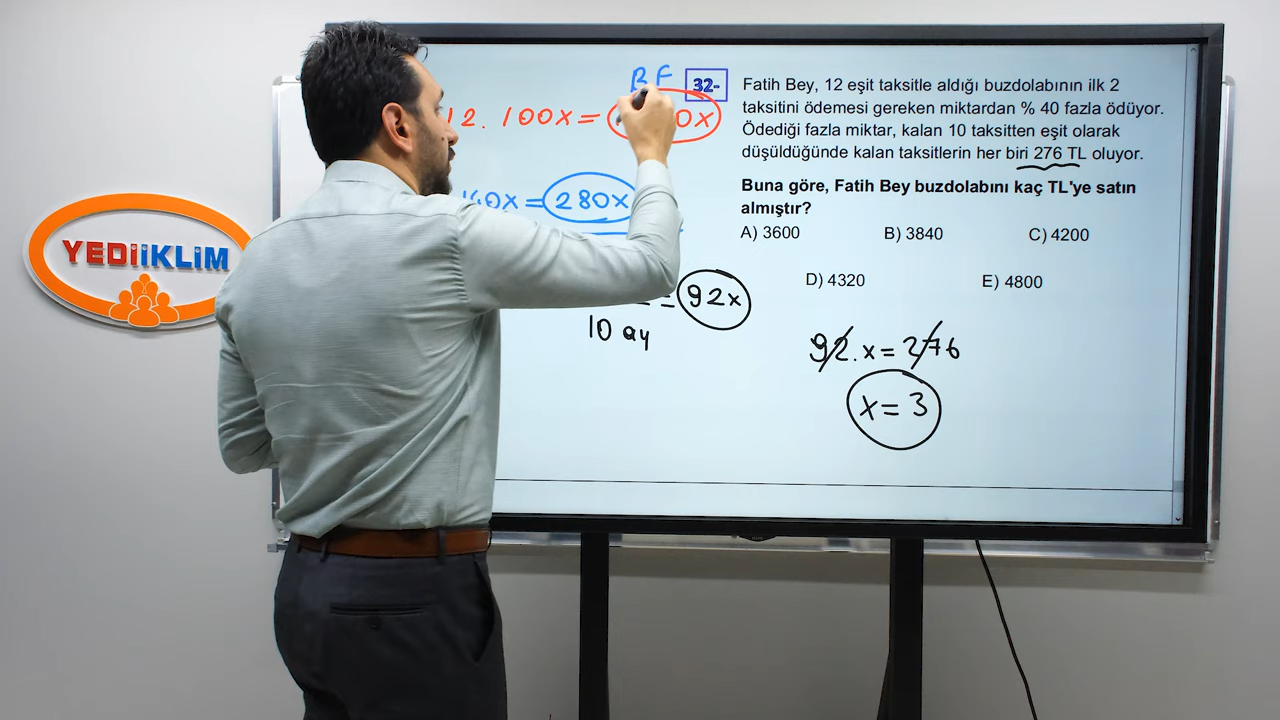 YEDiiKLiM
BF
12. 100x =
140x = 280x
= 92x
10 ay
32-
Fatih Bey, 12 eşit taksitle aldığı buzdolabının ilk 2
taksitini ödemesi gereken miktardan % 40 fazla ödüyor.
Ödediği fazla miktar, kalan 10 taksitten eşit olarak
düşüldüğünde kalan taksitlerin her biri 276 TL oluyor.
Buna göre, Fatih Bey buzdolabını kaç TL'ye satın
almıştır?
A) 3600 B) 3840 C) 4200
D) 4320 E) 4800
92.x = 276
x = 3